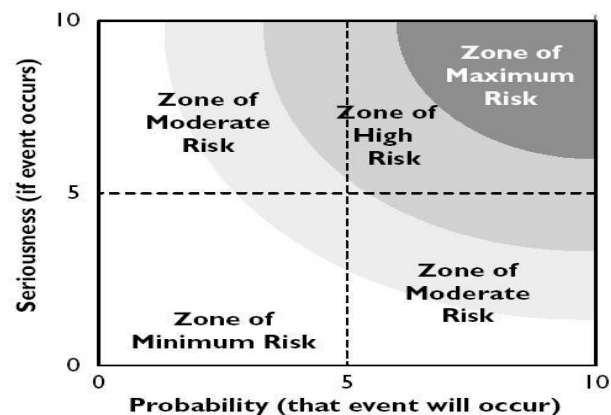 10
Zone of
Maximum
Risk
Zone of
Moderate
Risk
Zone of
High
Risk
Seriousness (if event occurs)
5
Zone of
Moderate
Risk
Zone of
Minimum Risk
0
0
5
10
Probability (that event will occur)